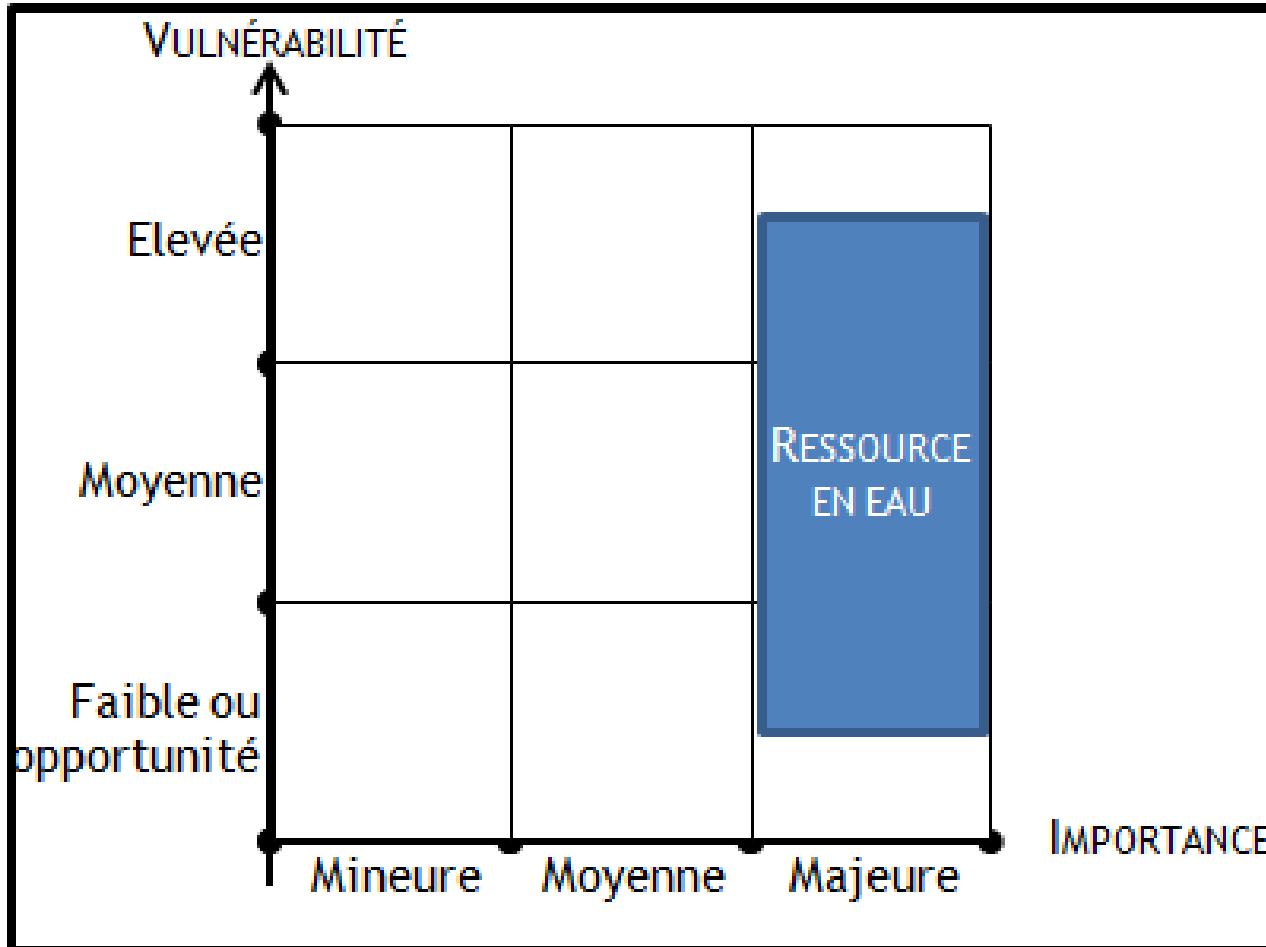 VULNÉRABILITÉ
Elevée
Moyenne
RESSOURCE
EN EAU
Faible ou
opportunité
IMPORTANCE
Mineure Moyenne Majeure